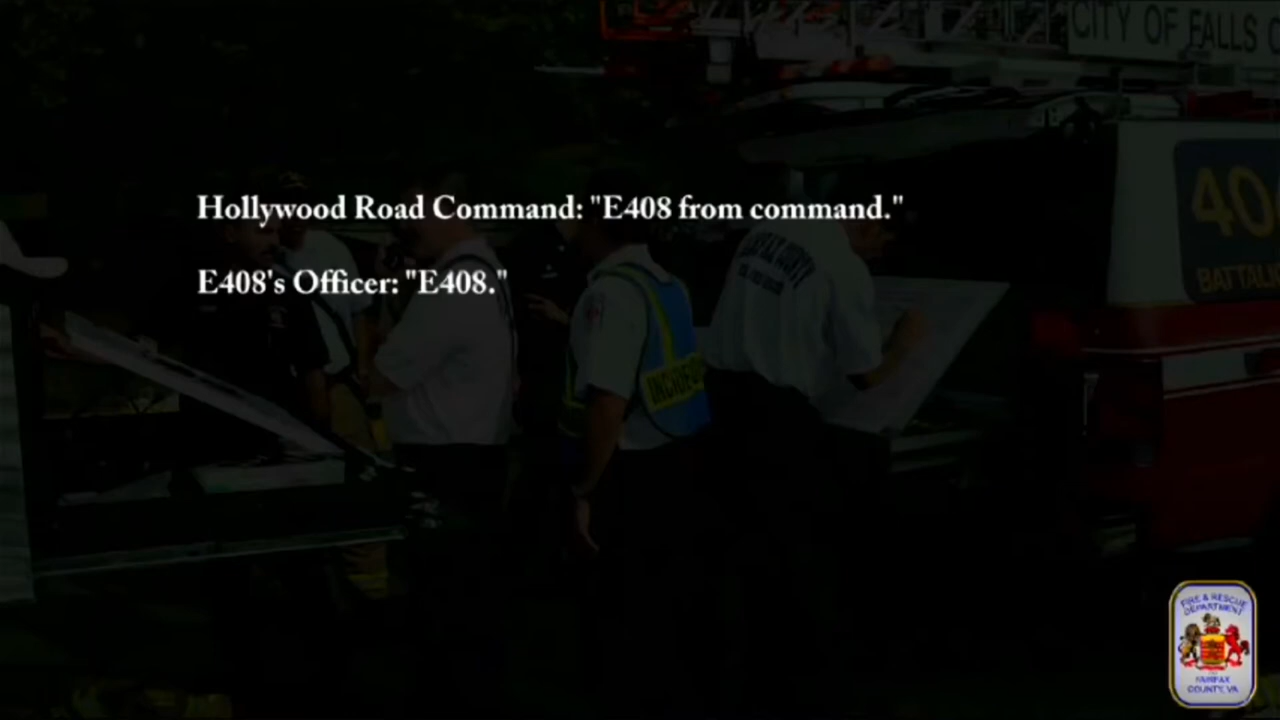 CITY OF FALLS
Hollywood Road Command: "E408 from command."
E408's Officer: "E408."
40
BATTAL
FIRE & RESCUE
DEPARTMENT
FAIRFAX
COUNTY, VA